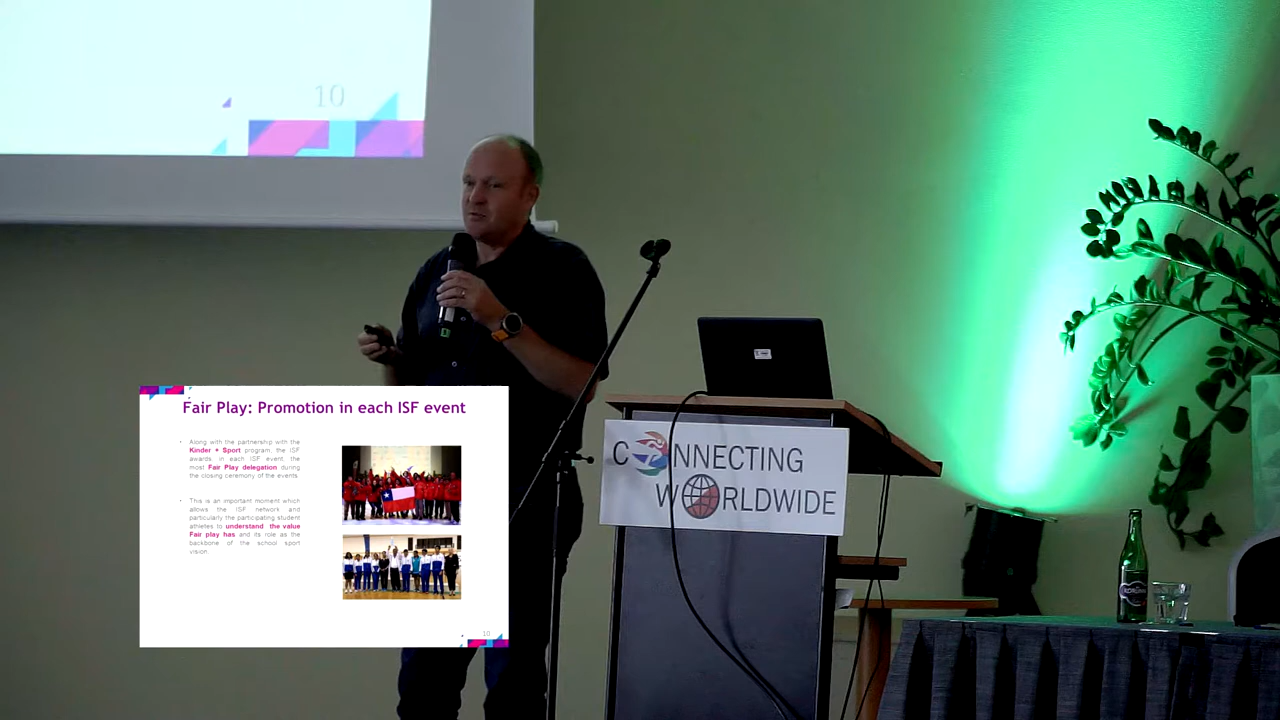 10
Fair Play: Promotion in each ISF event
Along with the partnership with the
Kinder + Sport program, the ISF
awards in each ISF event the
most Fair Play delegation during
the closing ceremony of the events
This is an important moment which
allows the ISF network and
particularly the participating student
athletes to understand the value
Fair play has and its role as the
backbone of the school sport
vision.
10
CONNECTING
WORLDWIDE